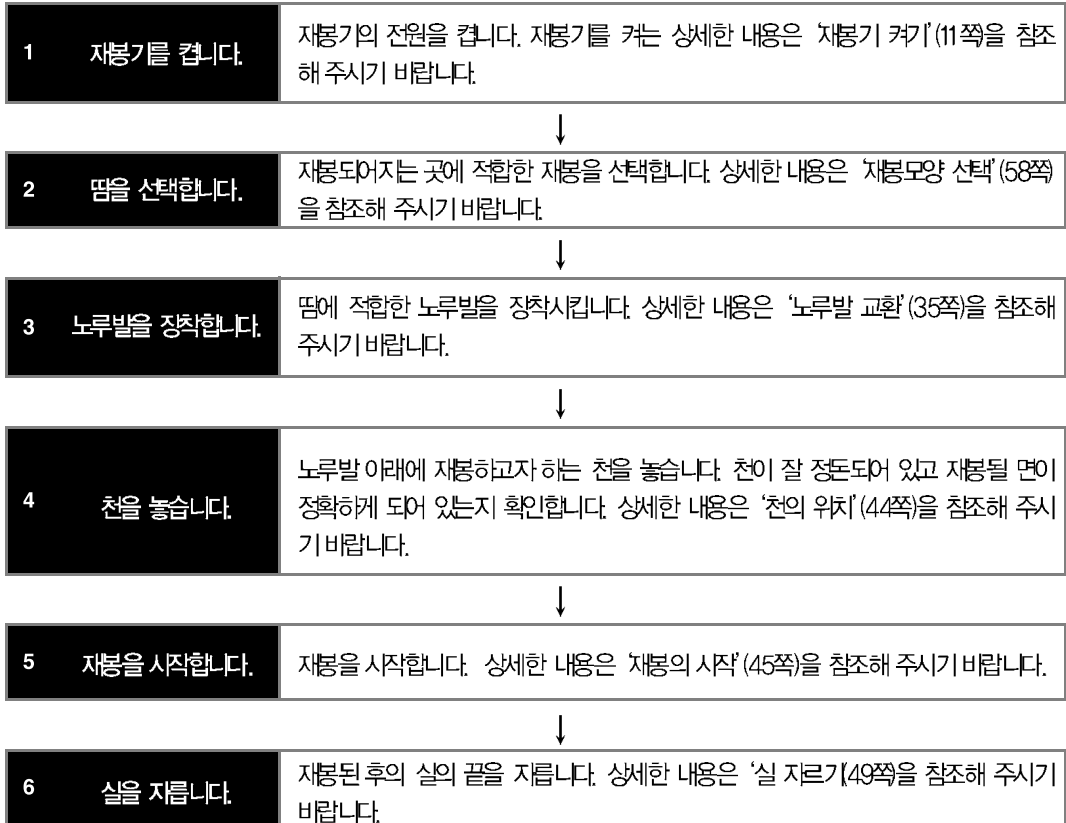 1 재봉기를 켭니다.
재봉기의 전원을 켭니다. 재봉기를 켜는 상세한 내용은 '재봉기 켜기'(11쪽)을 참조
해 주시기 바랍니다.
↓
2 땀을 선택합니다.
재봉되어지는 곳에 적합한 재봉을 선택합니다. 상세한 내용은 '재봉모양 선택'(58쪽)
을 참조해 주시기 바랍니다.
↓
3 노루발을 장착합니다.
땀에 적합한 노루발을 장착시킵니다. 상세한 내용은 '노루발 교환'(35쪽)을 참조해
주시기 바랍니다.
↓
4 천을 놓습니다.
노루발 아래에 재봉하고자 하는 천을 놓습니다. 천이 잘 정돈되어 있고 재봉될 면이
정확하게 되어 있는지 확인합니다. 상세한 내용은 '천의 위치'(44쪽)을 참조해 주시
기 바랍니다.
↓
5 재봉을 시작합니다.
재봉을 시작합니다. 상세한 내용은 '재봉의 시작'(45쪽)을 참조해 주시기 바랍니다.
↓
6 실을 자릅니다.
재봉된 후의 실의 끝을 자릅니다. 상세한 내용은 '실 자르기'(49쪽)을 참조해 주시기
바랍니다.